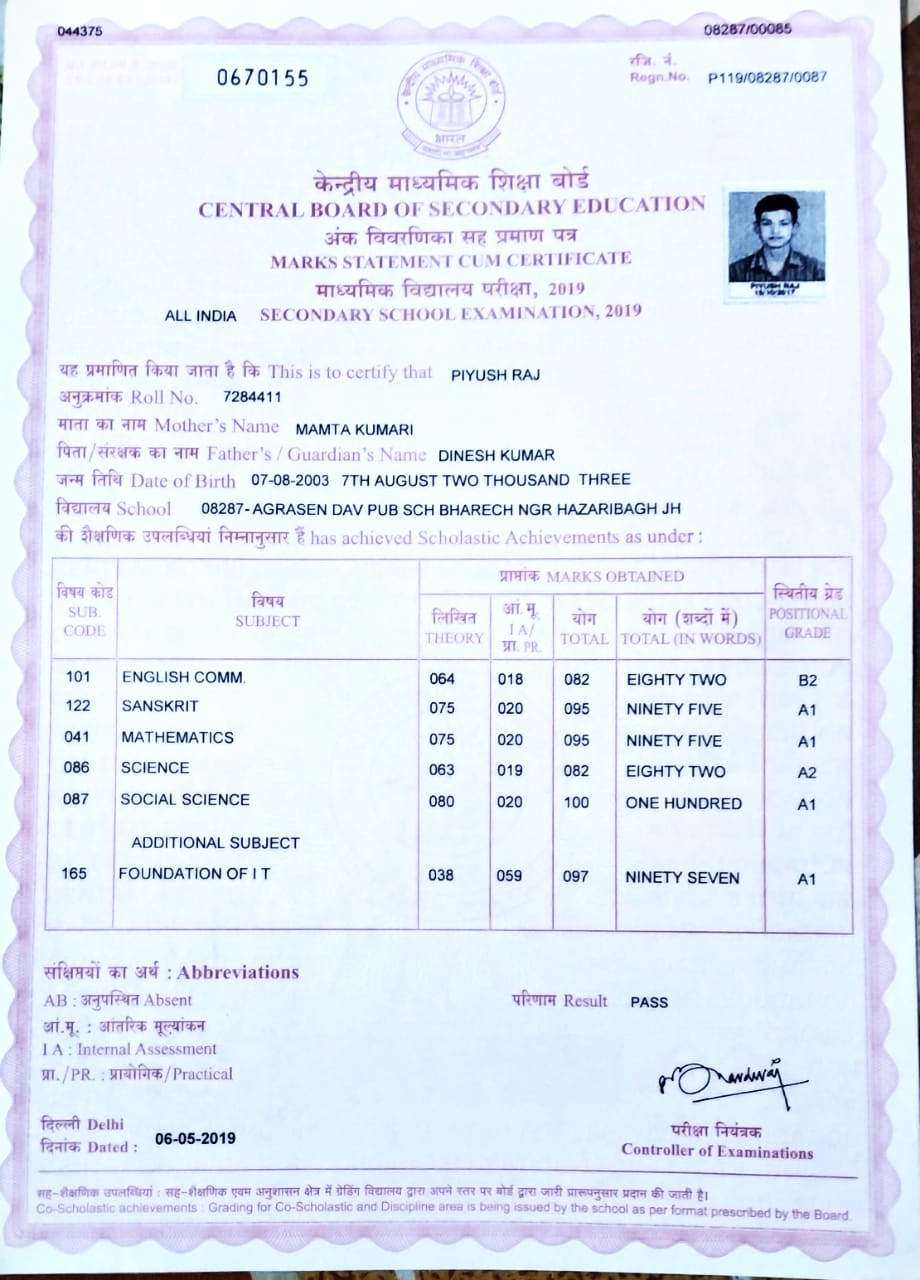 044375
08287/00085
0670155
रजि. नं.
Regn.No. P119/08287/0087
केन्द्रीय माध्यमिक शिक्षा बोर्ड
भारत
केन्द्रीय माध्यमिक शिक्षा बोर्ड
CENTRAL BOARD OF SECONDARY EDUCATION
अंक विवरणिका सह प्रमाण पत्र
MARKS STATEMENT CUM CERTIFICATE
माध्यमिक विद्यालय परीक्षा, 2019
ALL INDIA SECONDARY SCHOOL EXAMINATION, 2019
PIYUSH RAJ
यह प्रमाणित किया जाता है कि This is to certify that PIYUSH RAJ
अनुक्रमांक Roll No. 7284411
माता का नाम Mother's Name MAMTA KUMARI
पिता/संरक्षक का नाम Father's / Guardian's Name DINESH KUMAR
जन्म तिथि Date of Birth 07-08-2003 7TH AUGUST TWO THOUSAND THREE
विद्यालय School 08287- AGRASEN DAV PUB SCH BHARECH NGR HAZARIBAGH JH
की शैक्षणिक उपलब्धियां निम्नानुसार हैं has achieved Scholastic Achievements as under :
विषय कोड SUB. CODE
विषय SUBJECT
प्राप्तांक MARKS OBTAINED
लिखित THEORY
आं.मू. I A/ प्रा. PR.
योग TOTAL
योग (शब्दों में) TOTAL (IN WORDS)
स्थितीय ग्रेड POSITIONAL GRADE
101 ENGLISH COMM. 064 018 082 EIGHTY TWO B2
122 SANSKRIT 075 020 095 NINETY FIVE A1
041 MATHEMATICS 075 020 095 NINETY FIVE A1
086 SCIENCE 063 019 082 EIGHTY TWO A2
087 SOCIAL SCIENCE 080 020 100 ONE HUNDRED A1
ADDITIONAL SUBJECT
165 FOUNDATION OF I T 038 059 097 NINETY SEVEN A1
संक्षिप्तियों का अर्थ : Abbreviations
AB : अनुपस्थित Absent
परिणाम Result PASS
आं.मू. : आंतरिक मूल्यांकन
I A : Internal Assessment
प्रा./PR. : प्रायोगिक/Practical
दिल्ली Delhi
दिनांक Dated : 06-05-2019
परीक्षा नियंत्रक
Controller of Examinations
सह-शैक्षणिक उपलब्धियां : सह-शैक्षणिक एवम अनुशासन क्षेत्र में ग्रेडिंग विद्यालय द्वारा अपने स्तर पर बोर्ड द्वारा जारी प्रारूपनुसार प्रदान की जाती है।
Co-Scholastic achievements : Grading for Co-Scholastic and Discipline area is being issued by the school as per format prescribed by the Board.